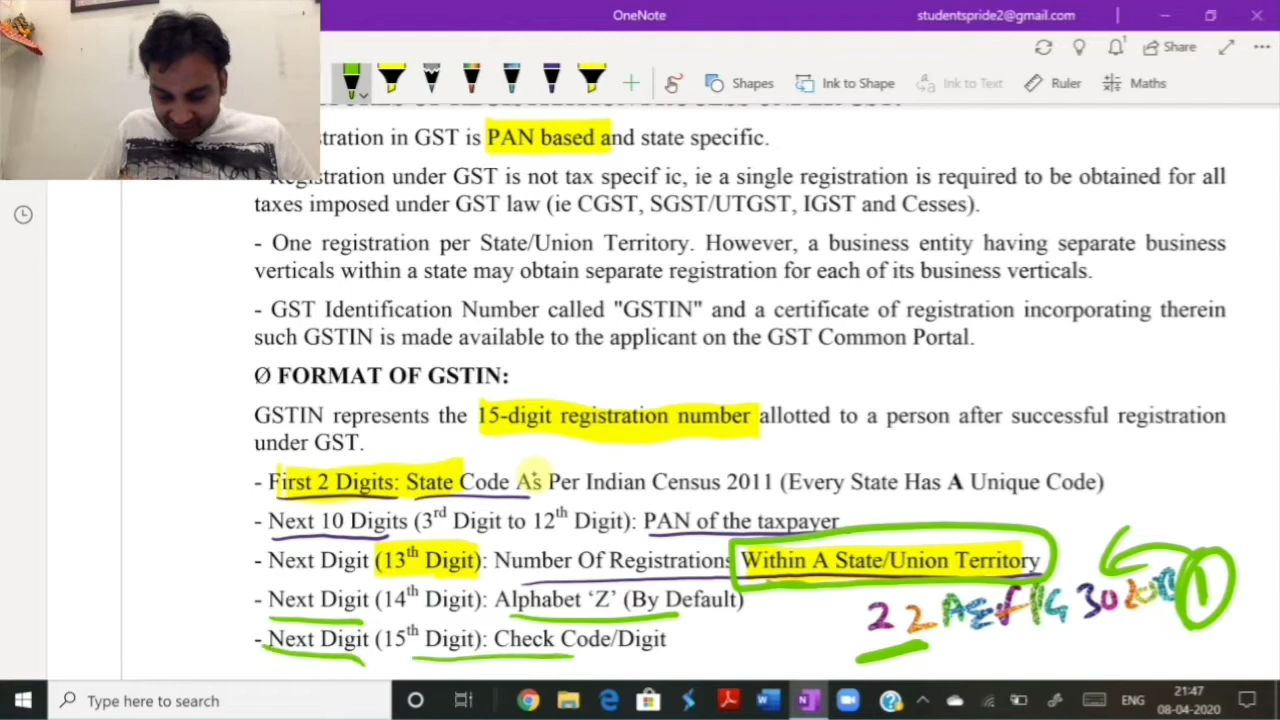 OneNote
studentspride2@gmail.com
Share
Shapes
Ink to Shape
Ink to Text
Ruler
Maths
stration in GST is PAN based and state specific.
- Registration under GST is not tax specif ic, ie a single registration is required to be obtained for all
taxes imposed under GST law (ie CGST, SGST/UTGST, IGST and Cesses).
- One registration per State/Union Territory. However, a business entity having separate business
verticals within a state may obtain separate registration for each of its business verticals.
- GST Identification Number called "GSTIN" and a certificate of registration incorporating therein
such GSTIN is made available to the applicant on the GST Common Portal.
Ø FORMAT OF GSTIN:
GSTIN represents the 15-digit registration number allotted to a person after successful registration
under GST.
- First 2 Digits: State Code As Per Indian Census 2011 (Every State Has A Unique Code)
- Next 10 Digits (3rd Digit to 12th Digit): PAN of the taxpayer
- Next Digit (13th Digit): Number Of Registrations Within A State/Union Territory
- Next Digit (14th Digit): Alphabet ‘Z’ (By Default)
22
1
- Next Digit (15th Digit): Check Code/Digit
Type here to search
ENG
21:47
08-04-2020